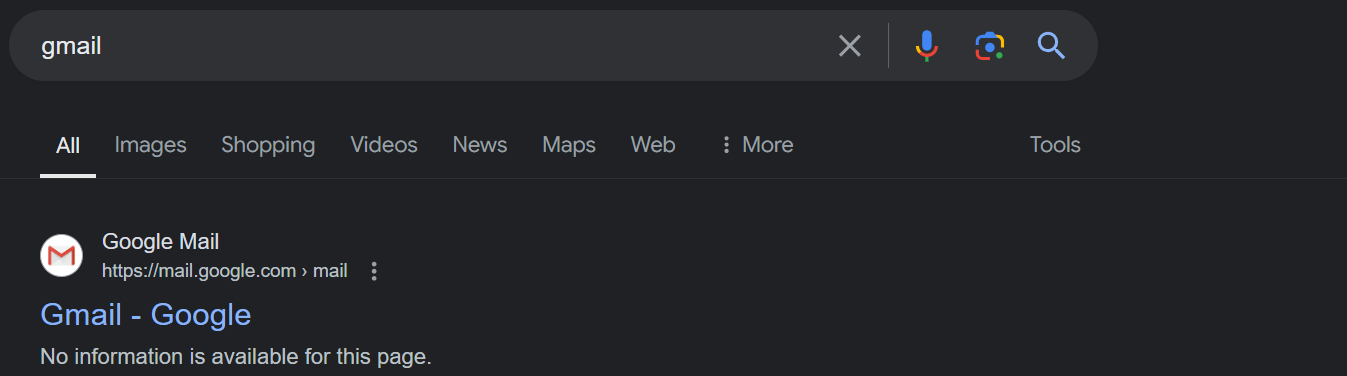 gmail
All Images Shopping Videos News Maps Web More Tools
Google Mail
https://mail.google.com › mail
Gmail - Google
No information is available for this page.